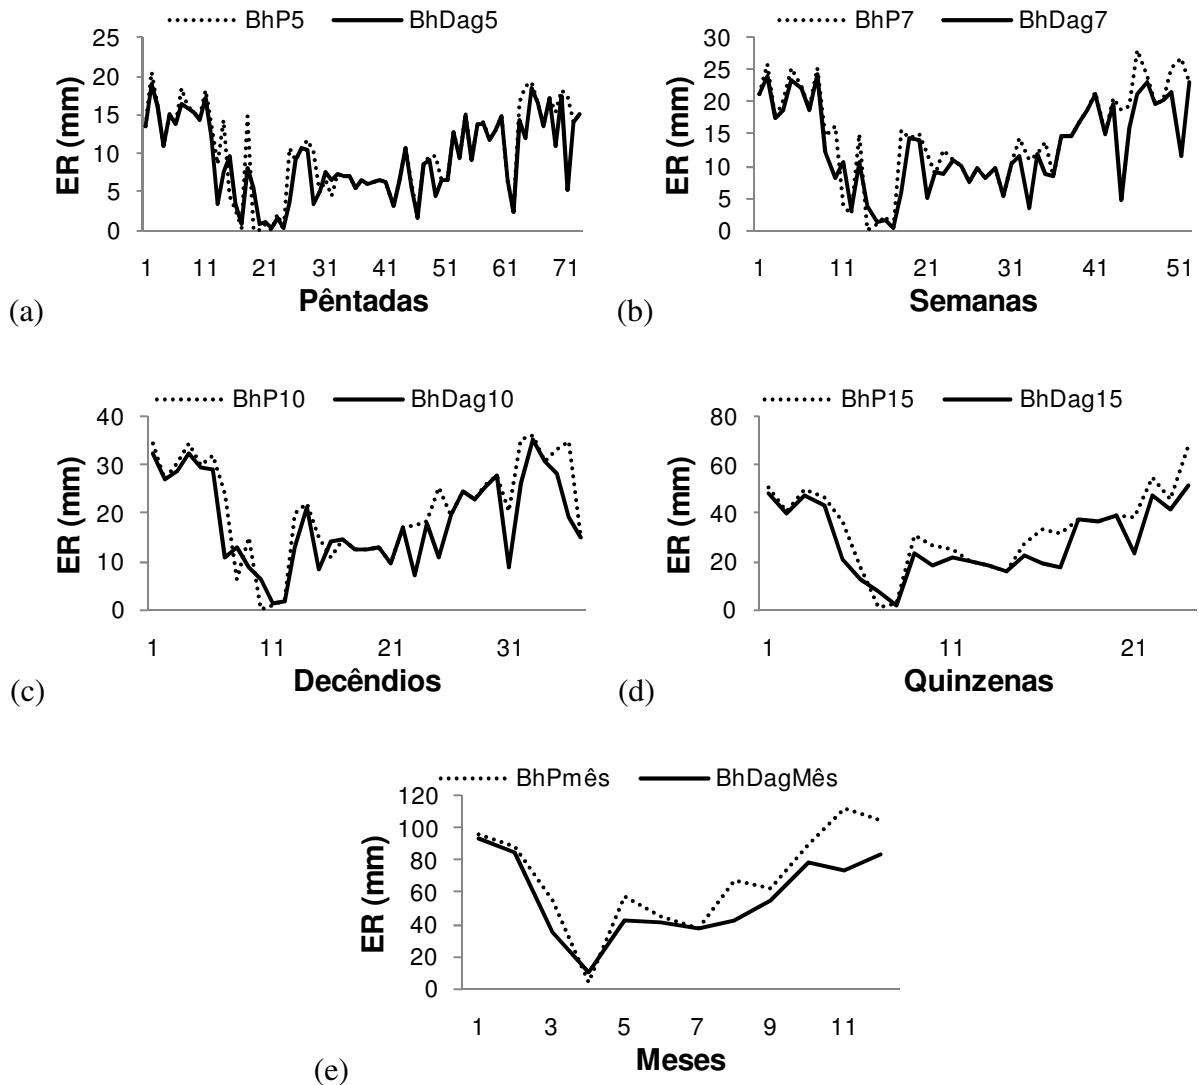 BhP5 BhDag5
25
20
15
10
5
0
ER (mm)
1 11 21 31 41 51 61 71
Pêntadas
(a)
BhP7 BhDag7
30
25
20
15
10
5
0
ER (mm)
1 11 21 31 41 51
Semanas
(b)
BhP10 BhDag10
40
30
20
10
0
ER (mm)
1 11 21 31
Decêndios
(c)
BhP15 BhDag15
80
60
40
20
0
ER (mm)
1 11 21
Quinzenas
(d)
BhPmês BhDagMês
120
100
80
60
40
20
0
ER (mm)
1 3 5 7 9 11
Meses
(e)